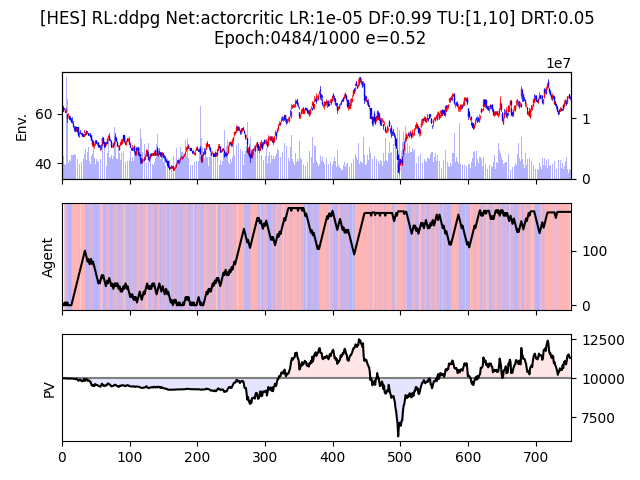 [HES] RL:ddpg Net:actorcritic LR:1e-05 DF:0.99 TU:[1,10] DRT:0.05
Epoch:0484/1000 e=0.52
1e7
Env.
60
40
1
0
Agent
100
0
PV
12500
10000
7500
0 100 200 300 400 500 600 700